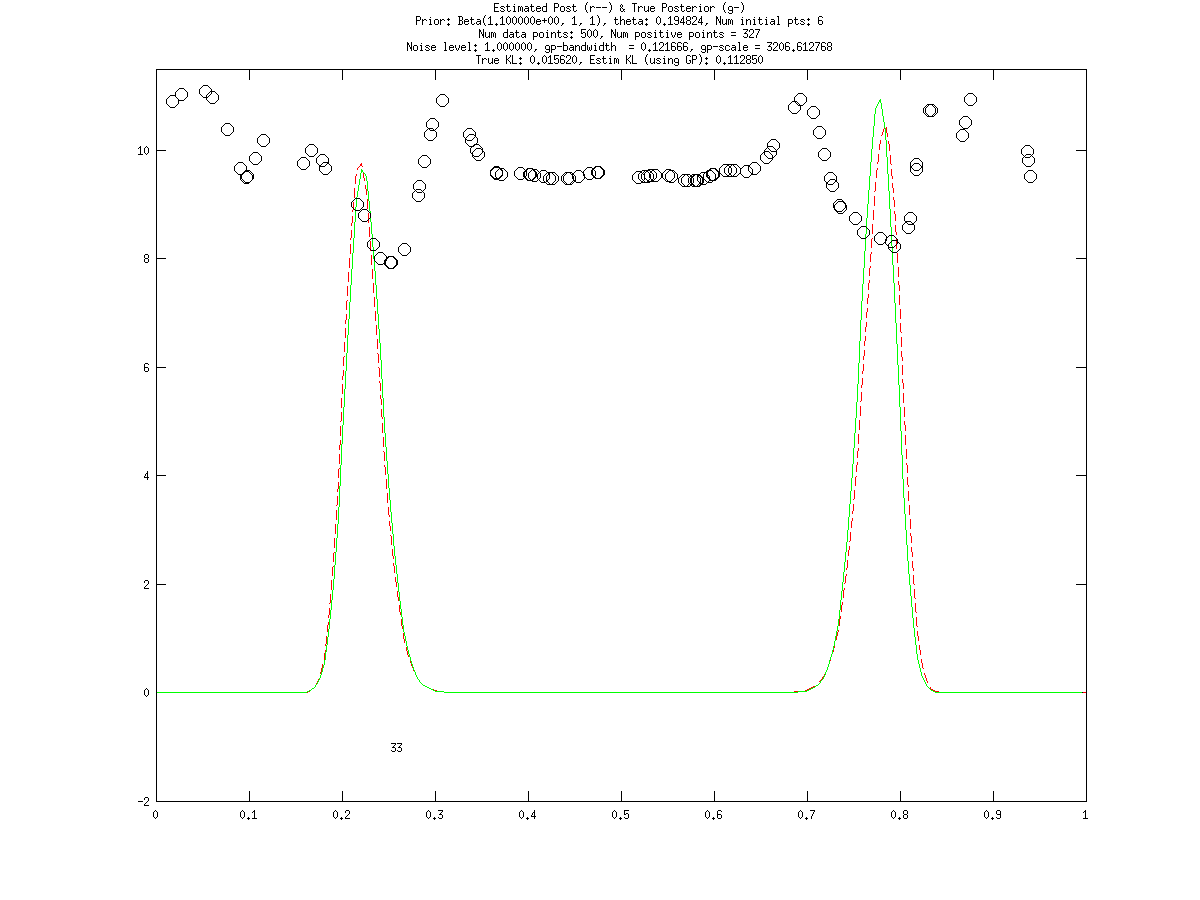 Estimated Post (r--) & True Posterior (g-)
Prior: Beta(1.100000e+00, 1, 1), theta: 0.194824, Num initial pts: 6
Num data points: 500, Num positive points = 327
Noise level: 1.000000, gp-bandwidth  = 0.121666, gp-scale = 3206.612768
True KL: 0.015620, Estim KL (using GP): 0.112850
10
8
6
4
2
0
33
-2
0 0.1 0.2 0.3 0.4 0.5 0.6 0.7 0.8 0.9 1